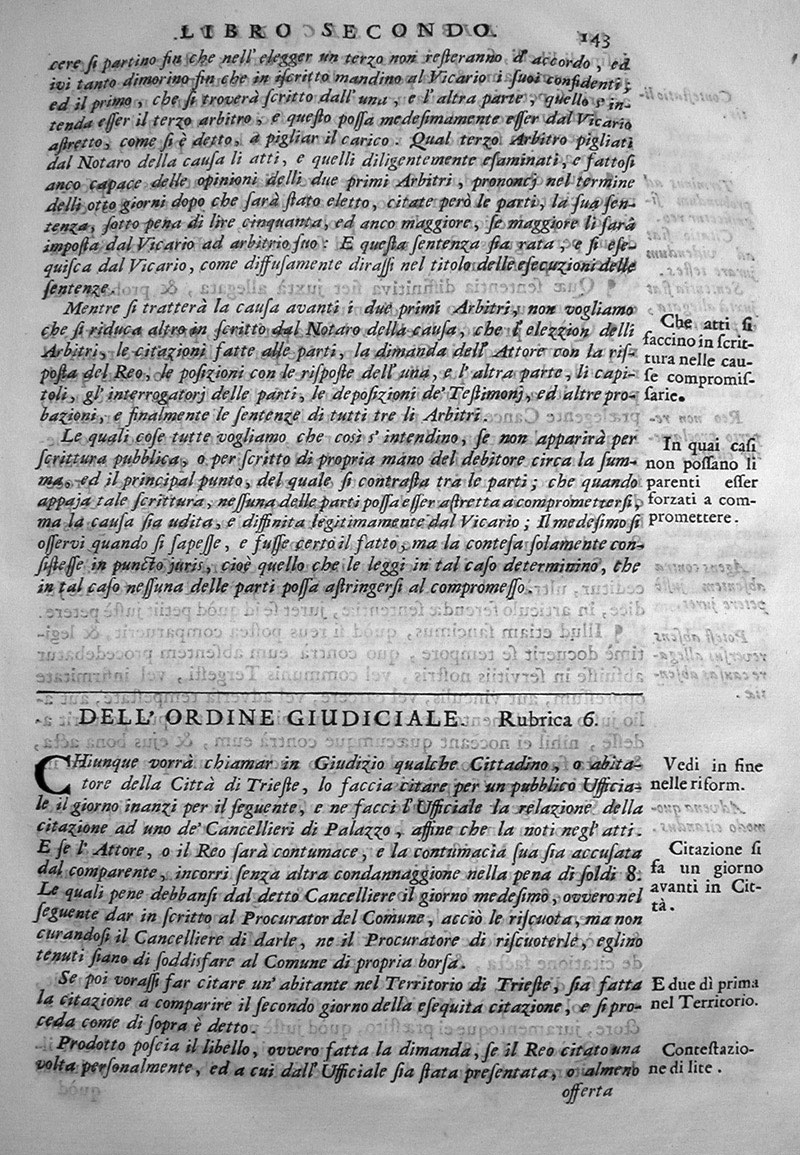 LIBRO SECONDO. 143
cere ſi partino fin che nell' elegger un terzo non reſteranno d' accordo, ed
ivi tanto dimorino fin che in iſcritto mandino al Vicario i ſuoi confidenti;
ed il primo, che ſi troverà ſcritto dall' una, e l' altra parte, quello s' in-
tenda eſſer il terzo arbitro, e queſto poſſa medeſimamente eſſer dal Vicario
aſtretto, come ſi è detto, a pigliar il carico. Qual terzo Arbitro pigliati
dal Notaro della cauſa li atti, e quelli diligentemente eſaminati, e fattoſi
anco capace delle opinioni delli due primi Arbitri, prononcj nel termine
delli otto giorni dopo che ſarà ſtato eletto, citate però le parti, la ſua ſen-
tenza, ſotto pena di lire cinquanta, ed anco maggiore, ſe maggiore li ſarà
impoſta dal Vicario ad arbitrio ſuo: E queſta ſentenza ſia rata, e ſi eſe-
quiſca dal Vicario, come diffuſamente diraſſi nel titolo delle eſecuzioni delle
ſentenze.
Mentre ſi tratterà la cauſa avanti i due primi Arbitri, non vogliamo
che ſi riduca altro in ſcritto dal Notaro della cauſa, che l' elezzion delli
Arbitri, le citazioni fatte alle parti, la dimanda dell' Attore con la riſ-
poſta del Reo, le poſizioni con le riſpoſte dell' una, e l' altra parte, li capi-
toli, gl' interrogatorj delle parti, le depoſizioni de' Teſtimonj, ed altre pro-
bazioni, e finalmente le ſentenze di tutti tre li Arbitri.
Che atti ſi
faccino in ſcrit-
tura nelle cau-
ſe compromiſ-
ſarie.
Le quali coſe tutte vogliamo che così s' intendino, ſe non apparirà per
ſcrittura pubblica, o per ſcritto di propria mano del debitore circa la ſum-
ma, ed il principal punto, del quale ſi contraſta tra le parti; che quando
appaja tale ſcrittura, neſſuna delle parti poſſa eſſer aſtretta a comprometterſi,
ma la cauſa ſia udita, e diffinita legitimamente dal Vicario; Il medeſimo ſi
oſſervi quando ſi ſapeſſe, e fuſſe certo il fatto, ma la conteſa ſolamente con-
ſiſteſſe in puncto juris, cioè quello che le leggi in tal caſo determinino, che
in tal caſo neſſuna delle parti poſſa aſtringerſi al compromeſſo.
In quai caſi
non poſſano li
parenti eſſer
forzati a com-
promettere.
DELL' ORDINE GIUDICIALE. Rubrica 6.
CHiunque vorrà chiamar in Giudizio qualche Cittadino, o abita-
tore della Città di Trieſte, lo faccia citare per un pubblico Ufficia-
le il giorno inanzi per il ſeguente, e ne facci l' Ufficiale la relazione della
citazione ad uno de' Cancellieri di Palazzo, affine che la noti negl' atti.
E ſe l' Attore, o il Reo ſarà contumace, e la contumacia ſua ſia accuſata
dal comparente, incorri ſenza altra condannaggione nella pena di ſoldi 8.
Le quali pene debbanſi dal detto Cancelliere il giorno medeſimo, ovvero nel
ſeguente dar in ſcritto al Procurator del Comune, acciò le riſcuota, ma non
curandoſi il Cancelliere di darle, ne il Procuratore di riſcuoterle, eglino
tenuti ſiano di ſoddisfare al Comune di propria borſa.
Vedi in fine
nelle riform.
Citazione ſi
fa un giorno
avanti in Cit-
tà.
Se poi voraſſi far citare un' abitante nel Territorio di Trieſte, ſia fatta
la citazione a comparire il ſecondo giorno della eſequita citazione, e ſi pro-
ceda come di ſopra è detto.
E due dì prima
nel Territorio.
Prodotto poſcia il libello, ovvero fatta la dimanda, ſe il Reo citato una
volta perſonalmente, ed a cui dall' Ufficiale ſia ſtata preſentata, o almeno
Conteſtazio-
ne di lite.
offerta